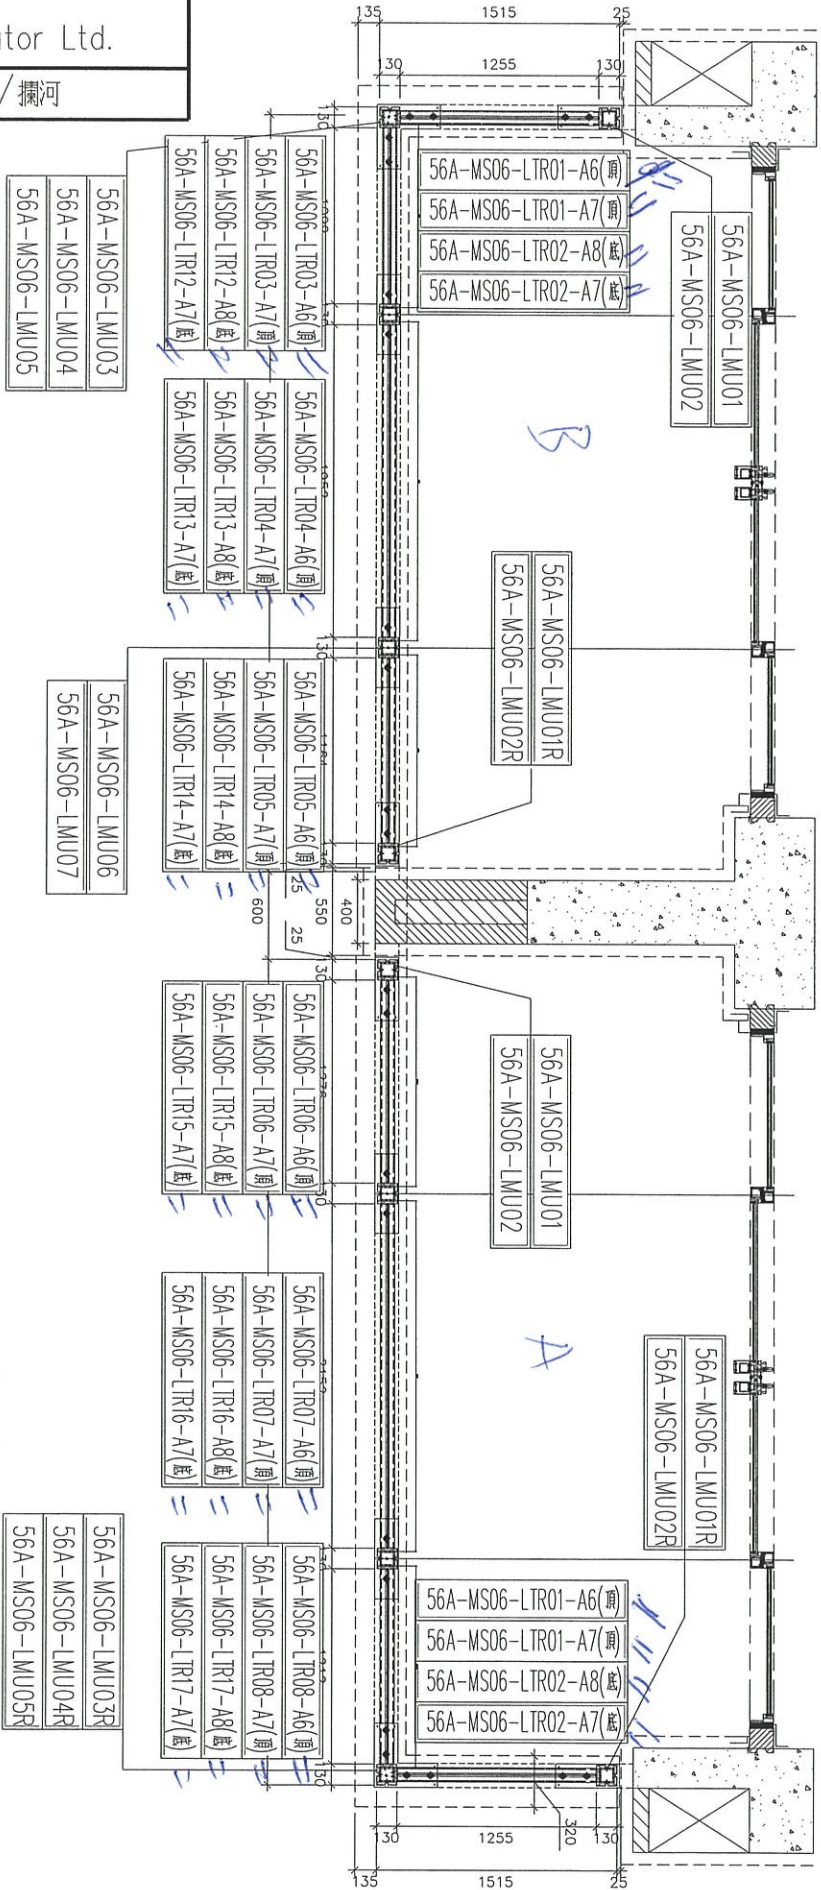 ator Ltd.
/ 攔河
135
1515
25
130
1255
130
56A-MS06-LTR01-A6(頂)
56A-MS06-LTR01-A7(頂)
56A-MS06-LTR02-A8(底)
56A-MS06-LTR02-A7(底)
56A-MS06-LMU01
56A-MS06-LMU02
56A-MS06-LTR03-A6(頂)
56A-MS06-LTR03-A7(頂)
56A-MS06-LTR12-A8(底)
56A-MS06-LTR12-A7(底)
56A-MS06-LMU03
56A-MS06-LMU04
56A-MS06-LMU05
B
56A-MS06-LTR04-A6(頂)
56A-MS06-LTR04-A7(頂)
56A-MS06-LTR13-A8(底)
56A-MS06-LTR13-A7(底)
56A-MS06-LMU01R
56A-MS06-LMU02R
130
56A-MS06-LTR05-A6(頂)
56A-MS06-LTR05-A7(頂)
56A-MS06-LTR14-A8(底)
56A-MS06-LTR14-A7(底)
56A-MS06-LMU06
56A-MS06-LMU07
25
25
400
550
600
56A-MS06-LTR06-A6(頂)
56A-MS06-LTR06-A7(頂)
56A-MS06-LTR15-A8(底)
56A-MS06-LTR15-A7(底)
56A-MS06-LMU01
56A-MS06-LMU02
A
56A-MS06-LTR07-A6(頂)
56A-MS06-LTR07-A7(頂)
56A-MS06-LTR16-A8(底)
56A-MS06-LTR16-A7(底)
56A-MS06-LMU01R
56A-MS06-LMU02R
56A-MS06-LTR08-A6(頂)
56A-MS06-LTR08-A7(頂)
56A-MS06-LTR17-A8(底)
56A-MS06-LTR17-A7(底)
56A-MS06-LMU03R
56A-MS06-LMU04R
56A-MS06-LMU05R
56A-MS06-LTR01-A6(頂)
56A-MS06-LTR01-A7(頂)
56A-MS06-LTR02-A8(底)
56A-MS06-LTR02-A7(底)
130
320
130
1255
130
135
1515
25